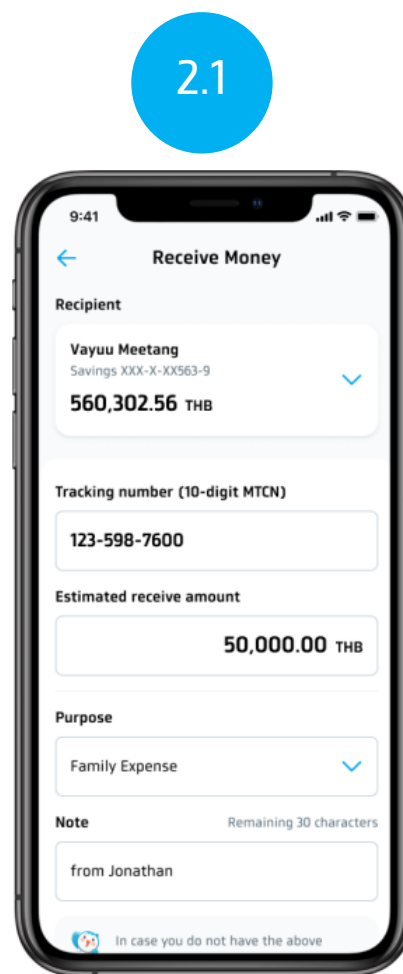 2.1
9:41
Receive Money
Recipient
Vayuu Meetang
Savings XXX-X-XX563-9
560,302.56 THB
Tracking number (10-digit MTCN)
123-598-7600
Estimated receive amount
50,000.00 THB
Purpose
Family Expense
Note Remaining 30 characters
from Jonathan
In case you do not have the above